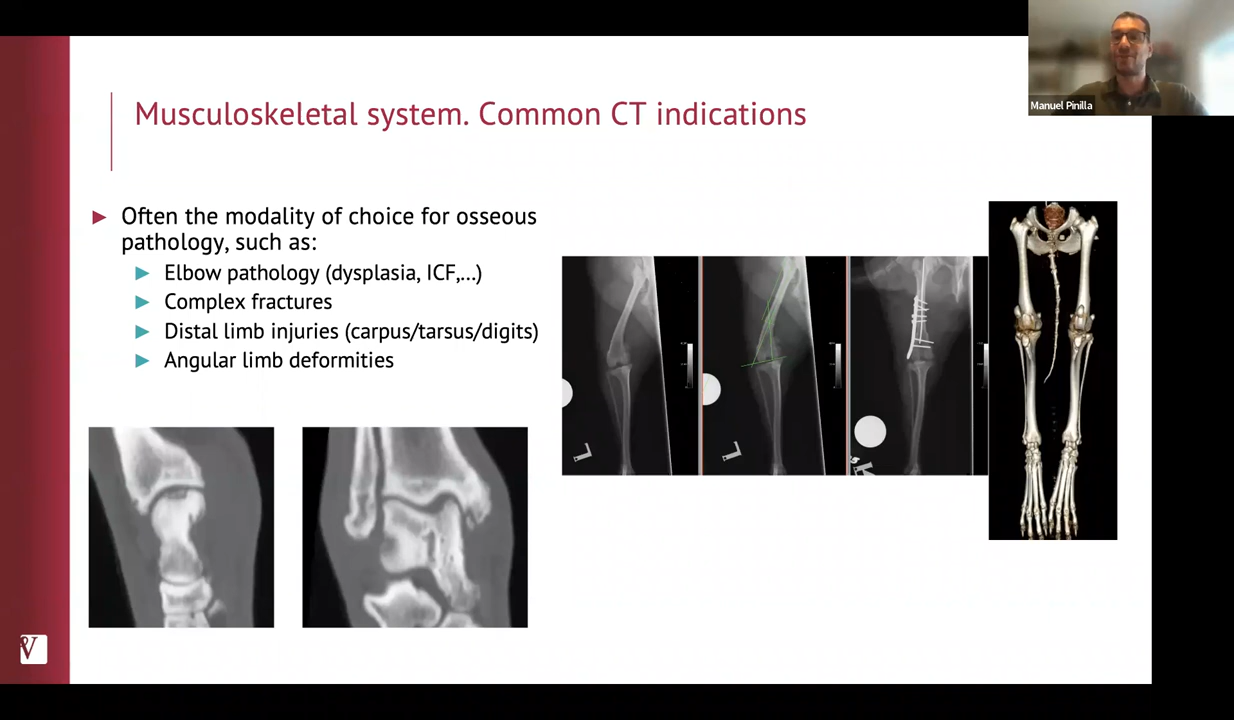 Manuel Pinilla
Musculoskeletal system. Common CT indications
Often the modality of choice for osseous
pathology, such as:
Elbow pathology (dysplasia, ICF,...)
Complex fractures
Distal limb injuries (carpus/tarsus/digits)
Angular limb deformities
L
L